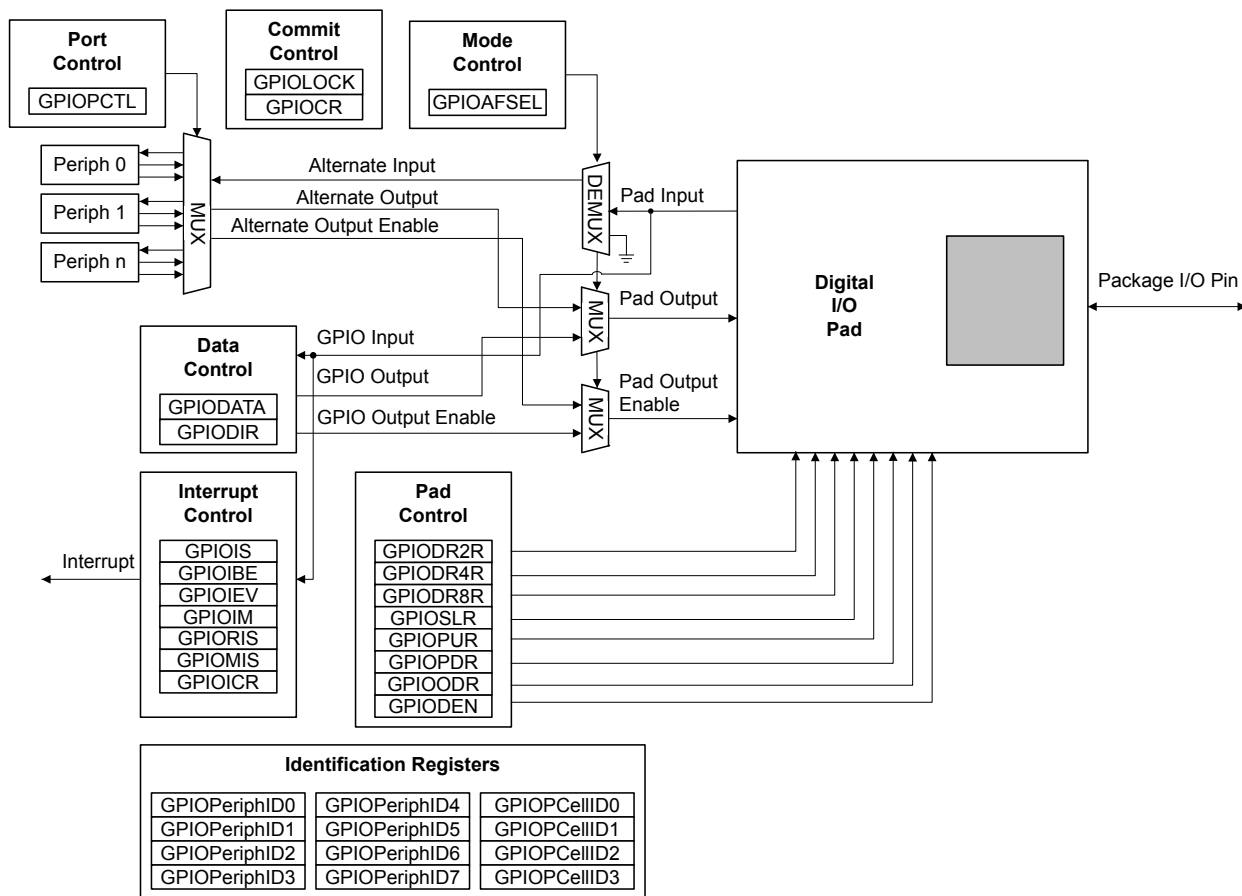 Port
Control
GPIOPCTL
Commit
Control
GPIOLOCK
GPIOCR
Mode
Control
GPIOAFSEL
Periph 0
Periph 1
Periph n
MUX
Alternate Input
Alternate Output
Alternate Output Enable
DEMUX
Pad Input
MUX
Pad Output
MUX
Pad Output
Enable
Digital
I/O
Pad
Package I/O Pin
Data
Control
GPIODATA
GPIODIR
GPIO Input
GPIO Output
GPIO Output Enable
Interrupt
Interrupt
Control
GPIOIS
GPIOIBE
GPIOIEV
GPIOIM
GPIORIS
GPIOMIS
GPIOICR
Pad
Control
GPIODR2R
GPIODR4R
GPIODR8R
GPIOSLR
GPIOPUR
GPIOPDR
GPIOODR
GPIODEN
Identification Registers
GPIOPeriphID0
GPIOPeriphID1
GPIOPeriphID2
GPIOPeriphID3
GPIOPeriphID4
GPIOPeriphID5
GPIOPeriphID6
GPIOPeriphID7
GPIOPCellID0
GPIOPCellID1
GPIOPCellID2
GPIOPCellID3